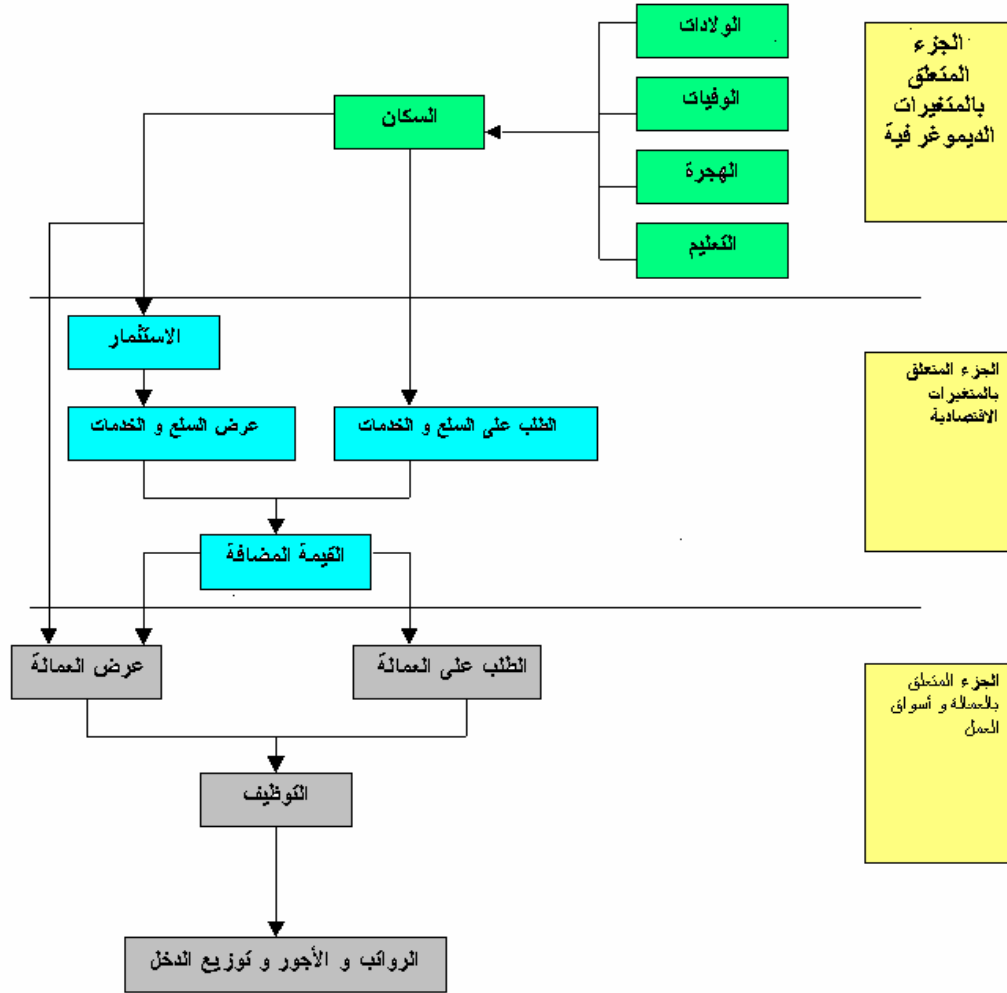 الولادات
الجزء
المتعلق
بالمتغيرات
الديموغرافية
الوفيات
السكان
الهجرة
التعليم
الاستثمار
الجزء المتعلق
بالمتغيرات
الاقتصادية
عرض السلع و الخدمات
الطلب على السلع و الخدمات
القيمة المضافة
عرض العمالة
الطلب على العمالة
الجزء المتعلق
بالعمالة و أسواق
العمل
التوظيف
الرواتب و الأجور و توزيع الدخل